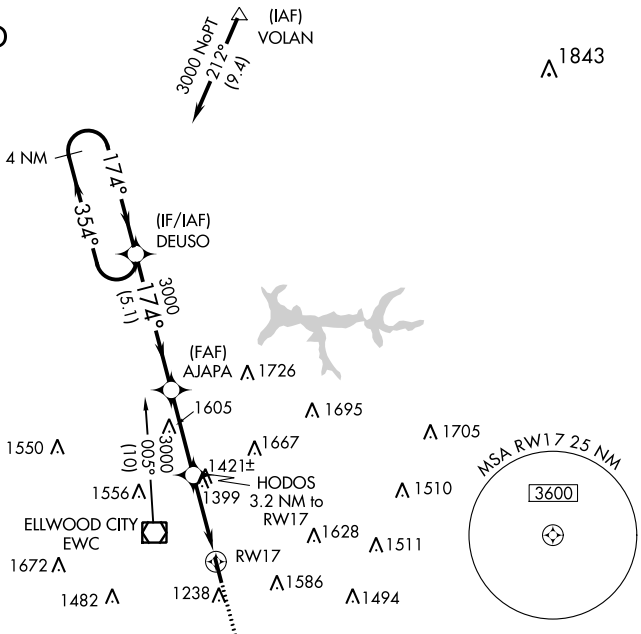 (IAF)
VOLAN
3000 NoPT
212°
(9.4)
1843
4 NM
174°
354°
(IF/IAF)
DEUSO
3000
174°
(5.1)
(FAF)
AJAPA
1726
1605
1695
1705
1550
3000
005°
(10)
1667
1421±
1399
HODOS
3.2 NM to
RW17
1556
1510
MSA RW17 25 NM
3600
ELLWOOD CITY
EWC
1628
1511
RW17
1672
1586
1482
1238
1494